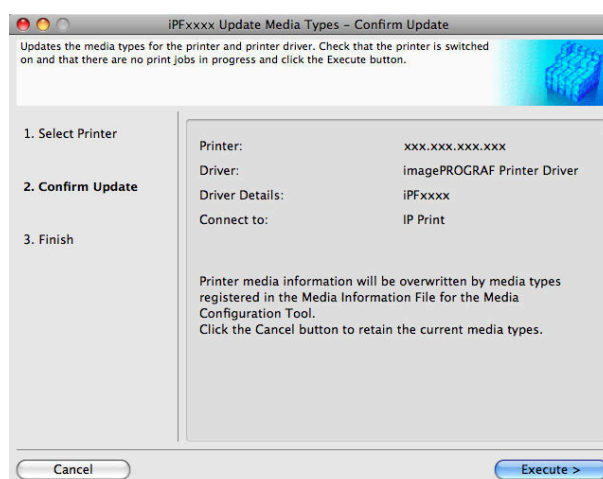 iPFxxxx Update Media Types – Confirm Update
Updates the media types for the printer and printer driver. Check that the printer is switched
on and that there are no print jobs in progress and click the Execute button.
1. Select Printer
2. Confirm Update
3. Finish
Printer: xxx.xxx.xxx.xxx
Driver: imagePROGRAF Printer Driver
Driver Details: iPFxxxx
Connect to: IP Print
Printer media information will be overwritten by media types
registered in the Media Information File for the Media
Configuration Tool.
Click the Cancel button to retain the current media types.
Cancel
Execute >